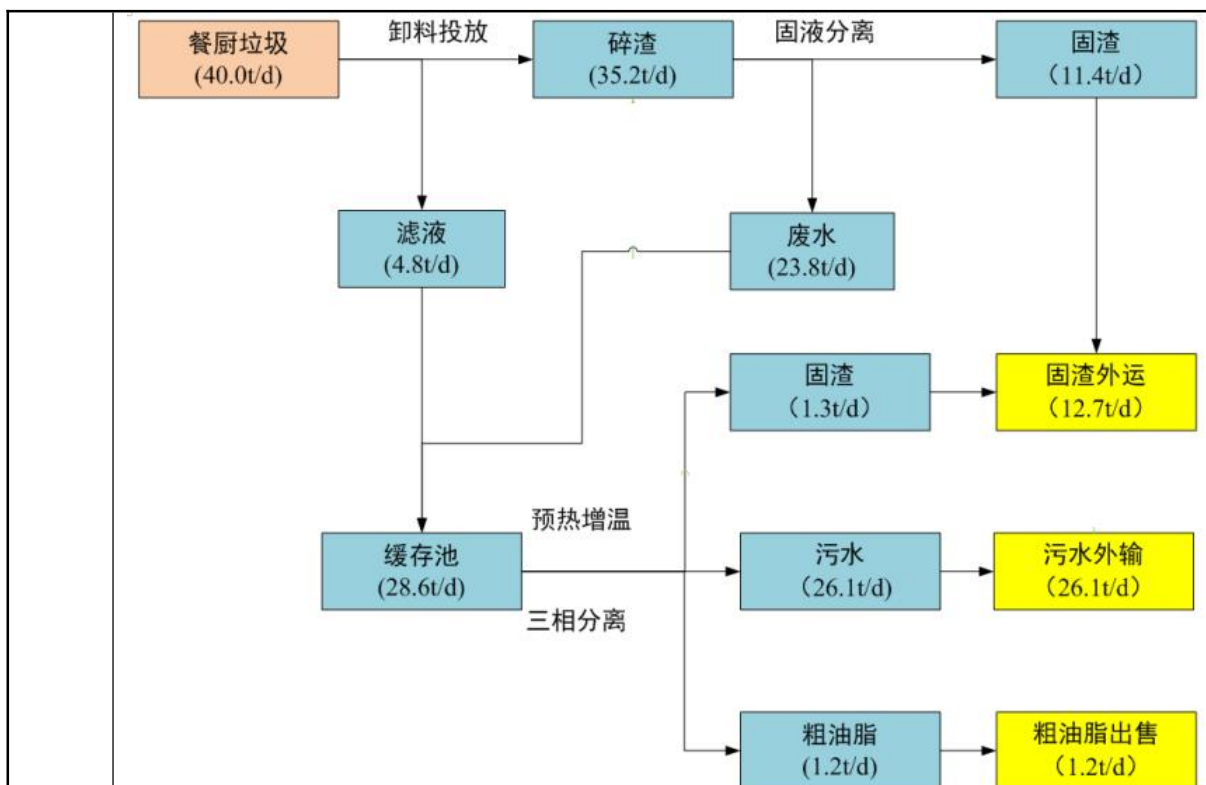 餐厨垃圾
(40.0t/d)
卸料投放
碎渣
(35.2t/d)
固液分离
固渣
（11.4t/d）
滤液
(4.8t/d)
废水
(23.8t/d)
固渣
（1.3t/d）
固渣外运
（12.7t/d）
缓存池
(28.6t/d)
预热增温
三相分离
污水
（26.1t/d)
污水外输
（26.1t/d）
粗油脂
(1.2t/d)
粗油脂出售
（1.2t/d）